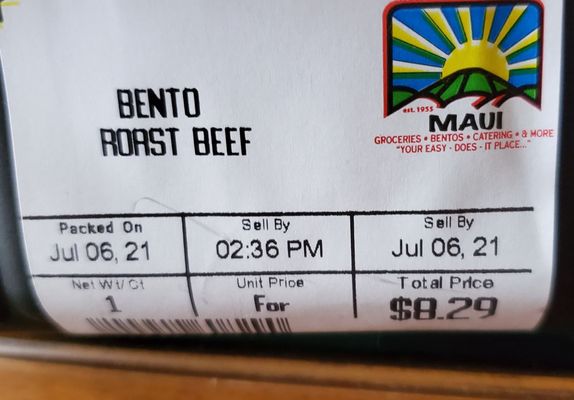 BENTO
ROAST BEEF
est. 1955
MAUI
GROCERIES • BENTOS • CATERING • & MORE
"YOUR EASY - DOES - IT PLACE..."
Packed On
Jul 06, 21
Sell By
02:36 PM
Sell By
Jul 06, 21
Net Wt/Ct
1
Unit Price
For
Total Price
$8.29